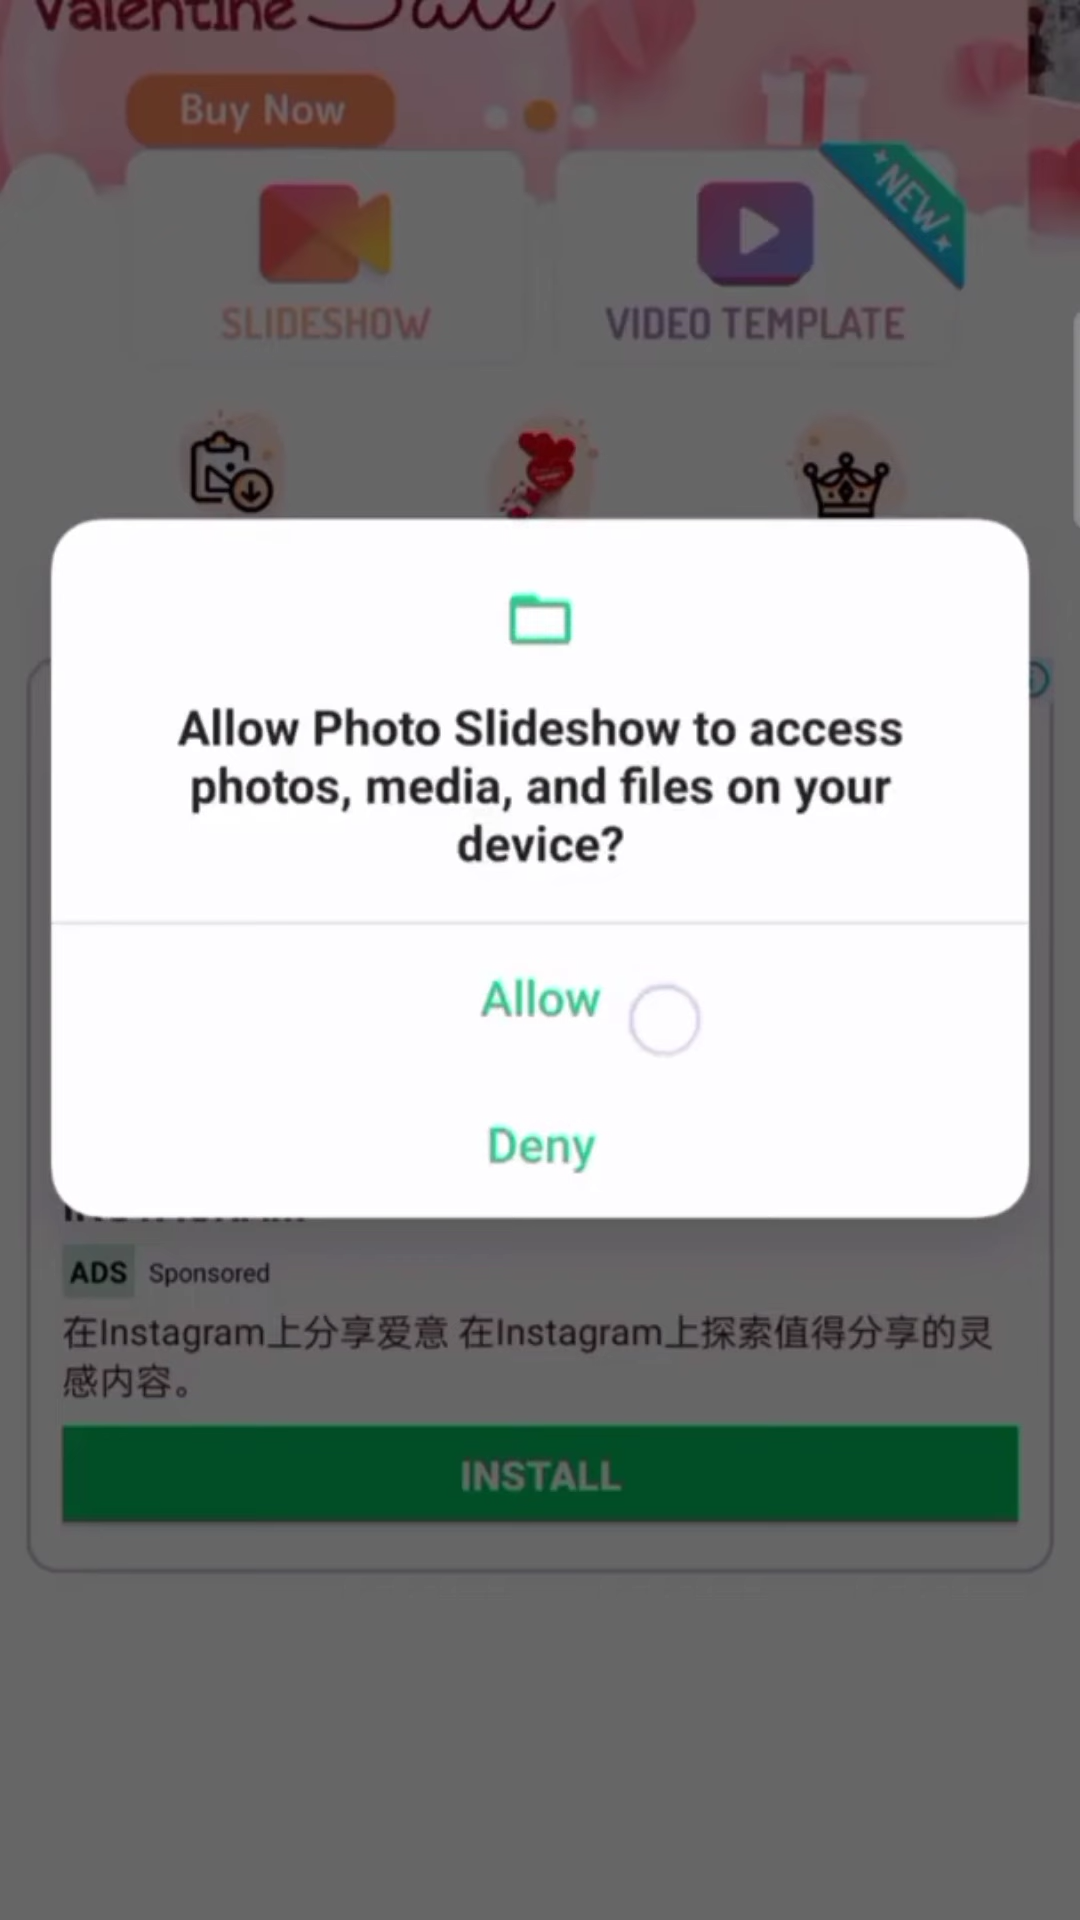 Valentine Sale
Buy Now
NEW
SLIDESHOW
VIDEO TEMPLATE
Allow Photo Slideshow to access
photos, media, and files on your
device?
Allow
Deny
ADS Sponsored
在Instagram上分享爱意 在Instagram上探索值得分享的灵
感内容。
INSTALL